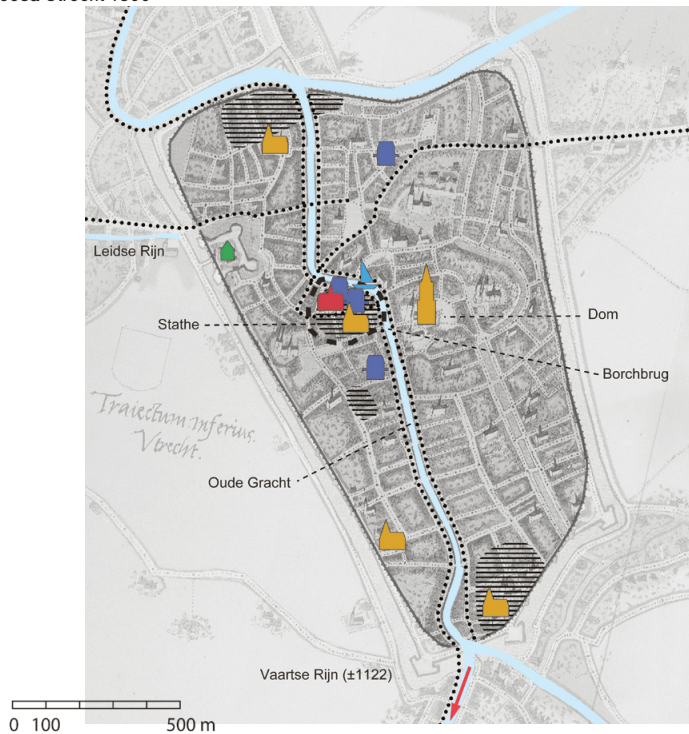 Leidse Rijn
Stathe
Dom
Borchbrug
Traiectum inferius.
Vtrecht.
Oude Gracht
Vaartse Rijn (±1122)
0 100 500 m